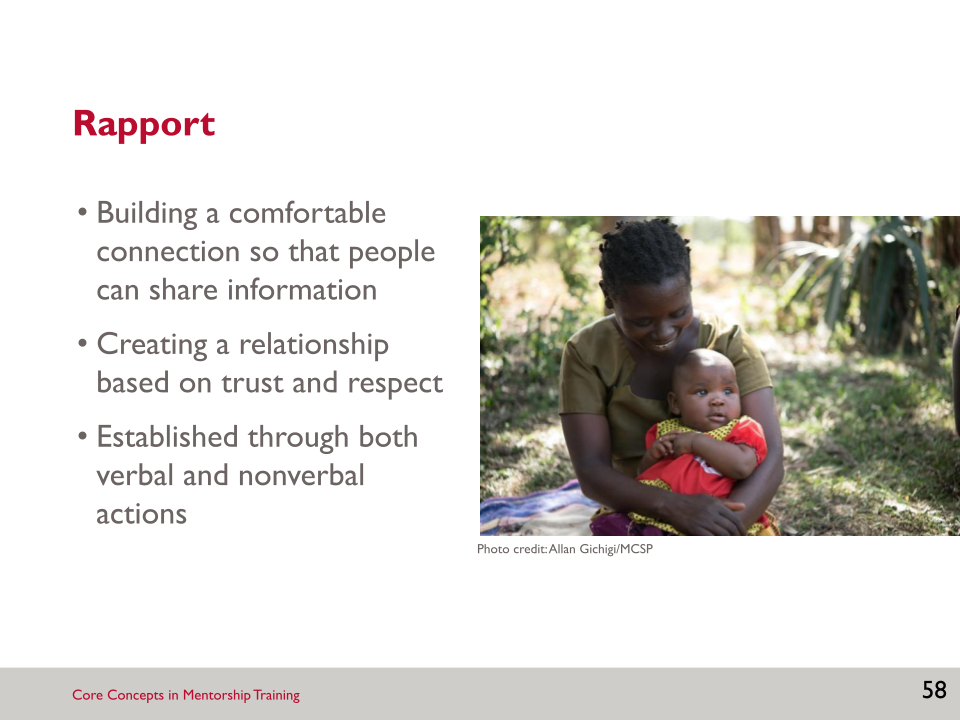 Rapport
• Building a comfortable
connection so that people
can share information
• Creating a relationship
based on trust and respect
• Established through both
verbal and nonverbal
actions
Photo credit: Allan Gichigi/MCSP
Core Concepts in Mentorship Training
58